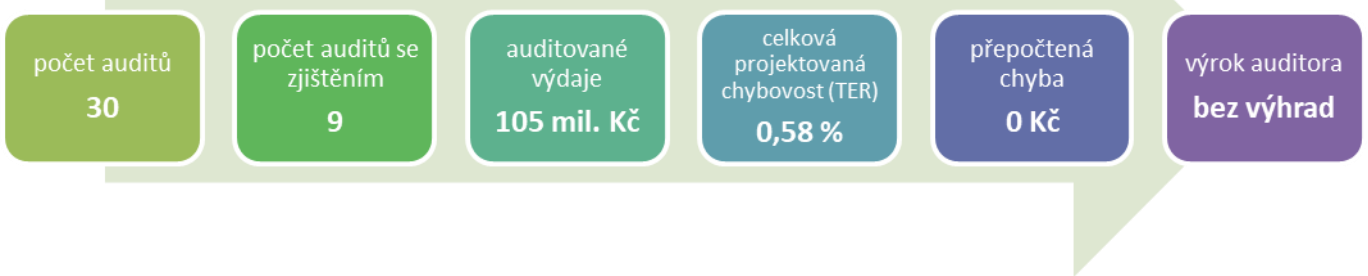 počet auditů
30
počet auditů se
zjištěním
9
auditované
výdaje
105 mil. Kč
celková
projektovaná
chybovost (TER)
0,58 %
přepočtená
chyba
0 Kč
výrok auditora
bez výhrad